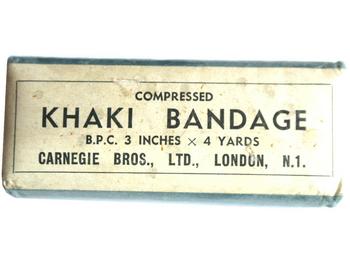 COMPRESSED
KHAKI BANDAGE
B.P.C. 3 INCHES × 4 YARDS
CARNEGIE BROS., LTD., LONDON, N.1.